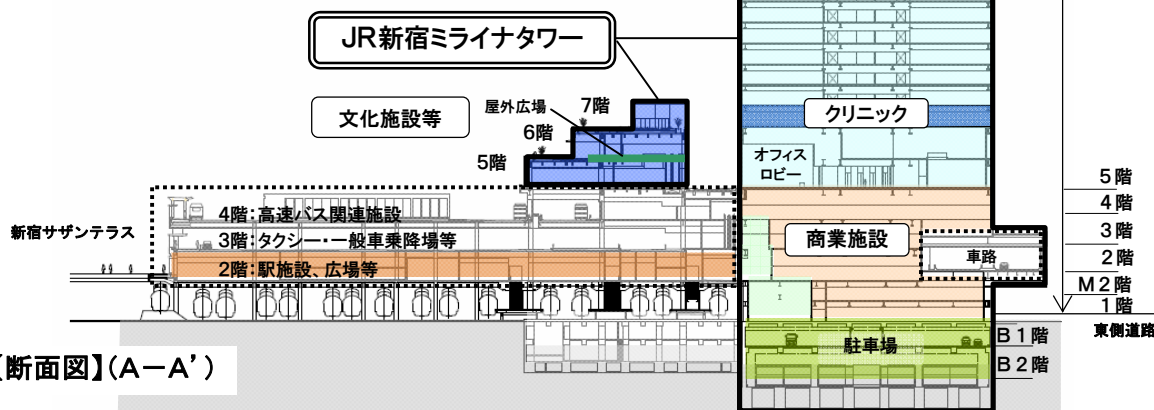 JR新宿ミライナタワー
文化施設等
屋外広場
7階
6階
5階
クリニック
オフィス
ロビー
新宿サザンテラス
4階:高速バス関連施設
3階:タクシー・一般車乗降場等
2階:駅施設、広場等
商業施設
車路
5階
4階
3階
2階
M2階
1階
東側道路
駐車場
B1階
B2階
【断面図】(A-A')